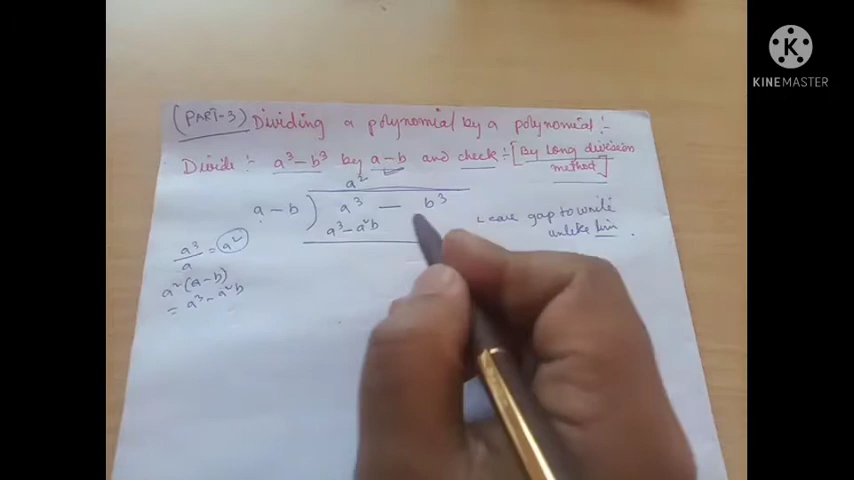 (PART-3) Dividing a polynomial by a polynomial :-
Divide :- a³ - b³ by a - b and check :- [By Long division
method]
a²
a - b ) a³ — b³
a³ - a²b
Leave gap to write
unlike
a³/a = a²
a² (a - b)
= a³ - a²b
K
KINEMASTER